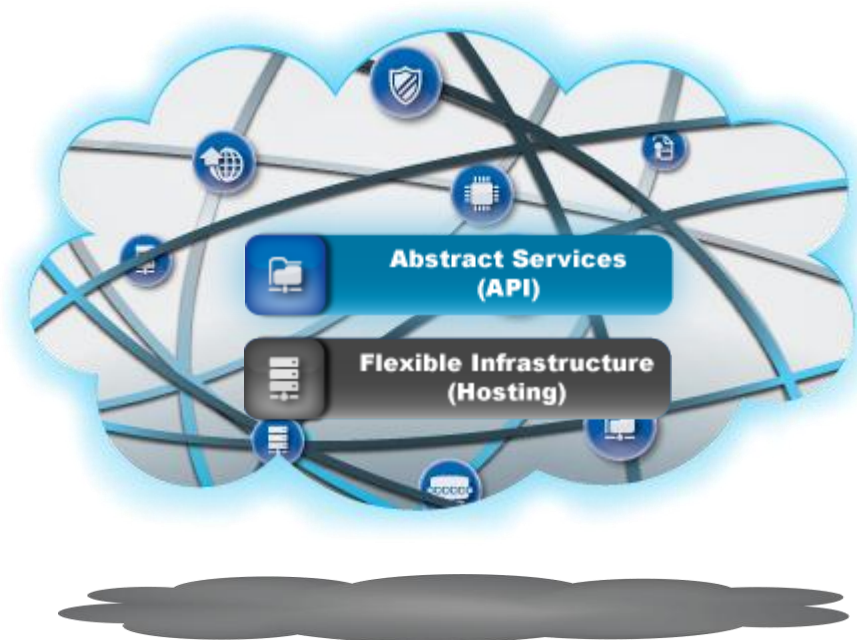 Abstract Services
(API)
Flexible Infrastructure
(Hosting)